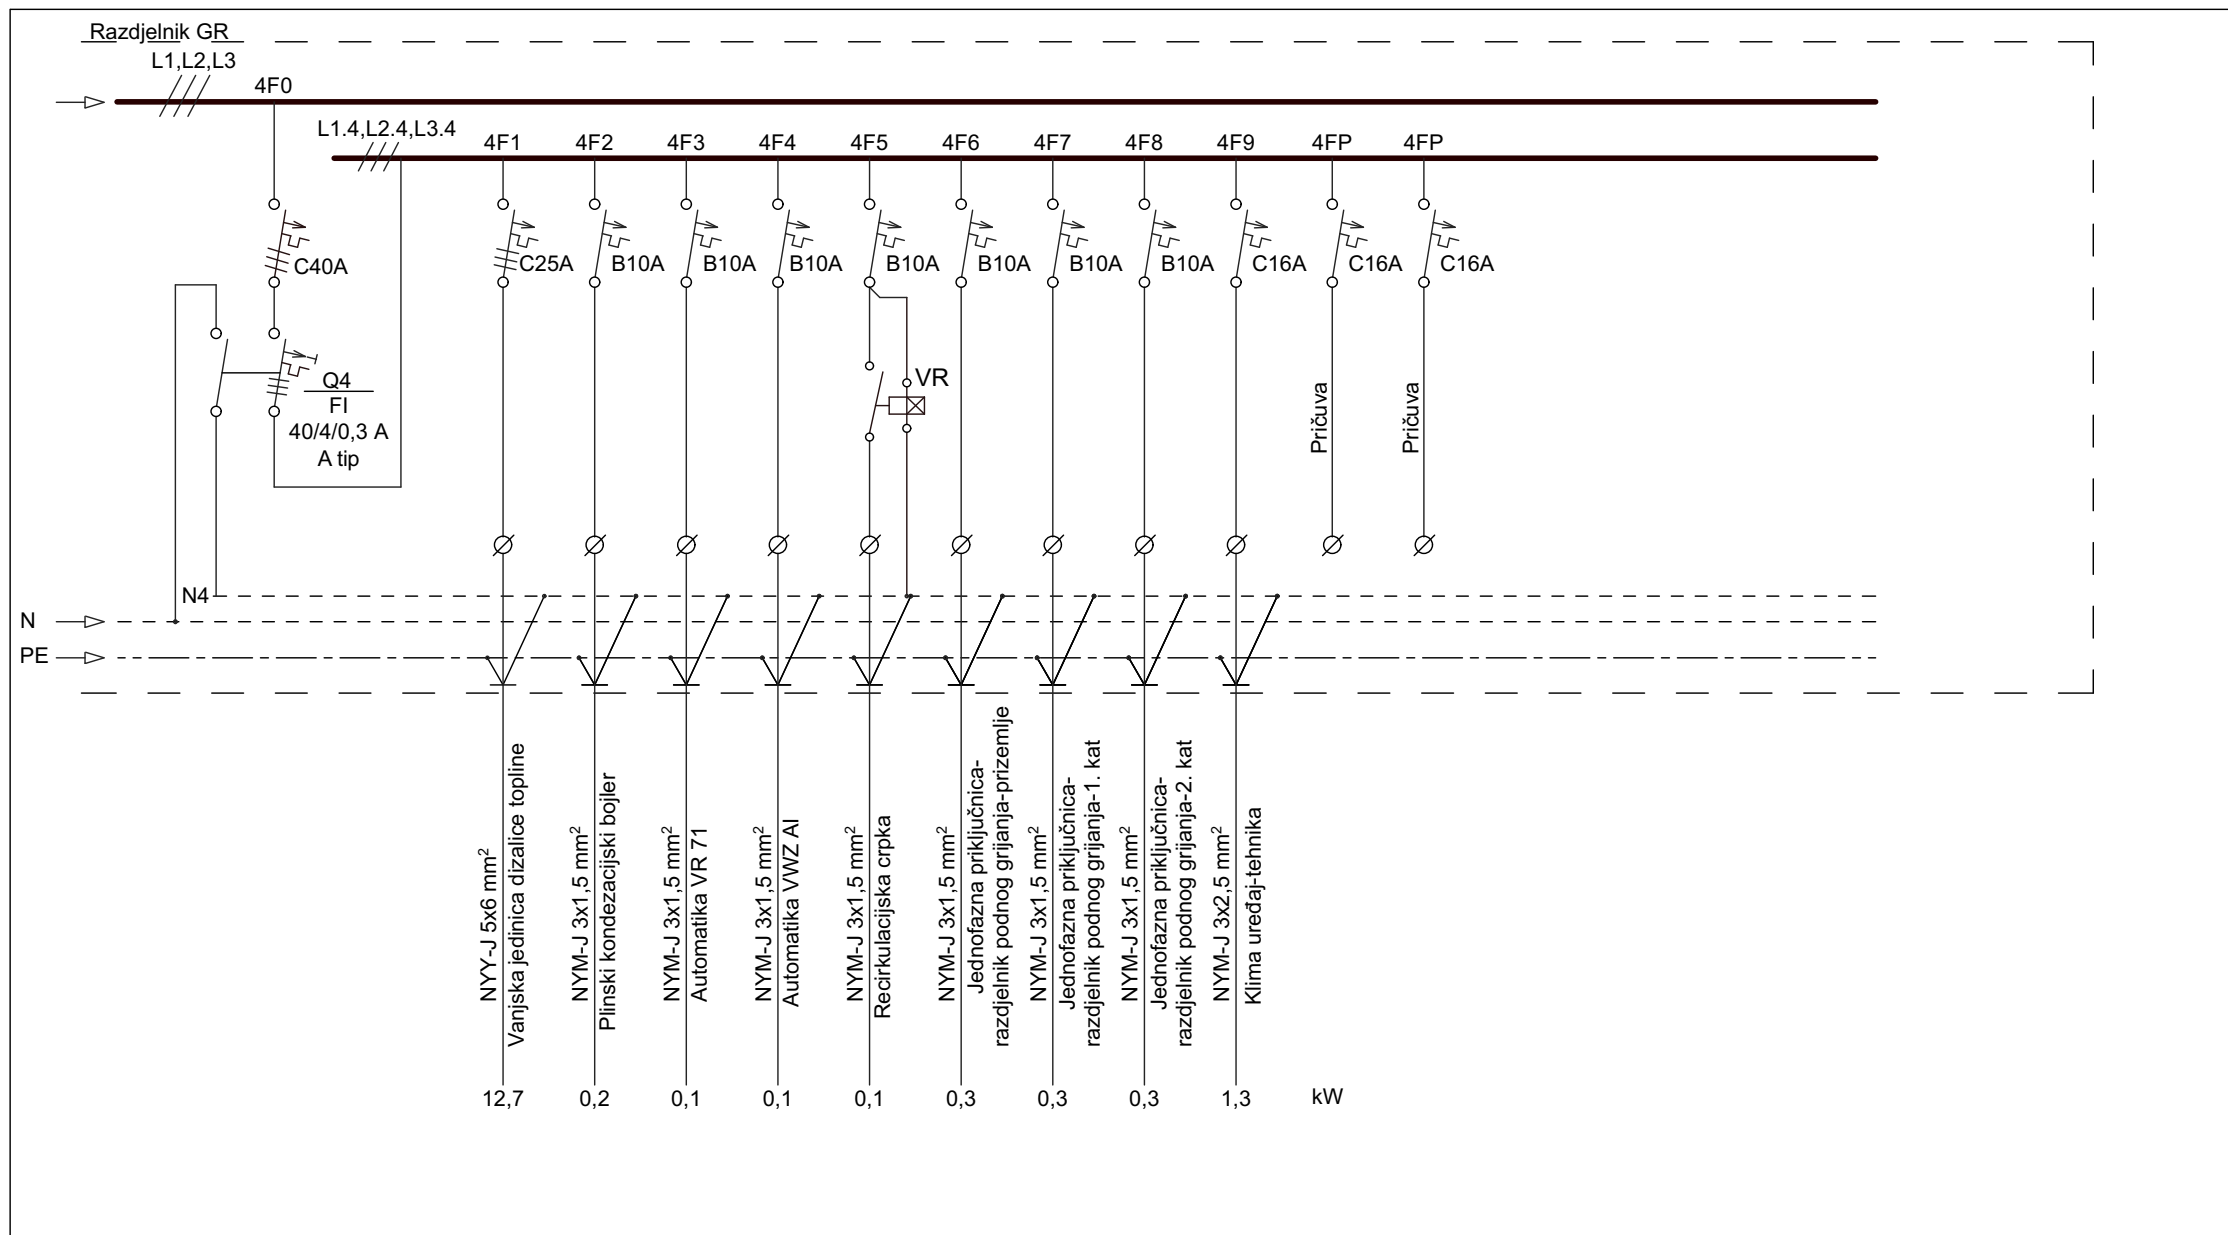 Razdjelnik GR
L1,L2,L3
4F0
L1.4,L2.4,L3.4
4F1
4F2
4F3
4F4
4F5
4F6
4F7
4F8
4F9
4FP
4FP
C40A
C25A
B10A
B10A
B10A
B10A
B10A
B10A
B10A
C16A
C16A
C16A
Q4
FI
40/4/0,3 A
A tip
VR
Pričuva
Pričuva
N4
N
PE
NYY-J 5x6 mm²
Vanjska jedinica dizalice topline
NYM-J 3x1,5 mm²
Plinski kondezacijski bojler
NYM-J 3x1,5 mm²
Automatika VR 71
NYM-J 3x1,5 mm²
Automatika VWZ AI
NYM-J 3x1,5 mm²
Recirkulacijska crpka
NYM-J 3x1,5 mm²
Jednofazna priključnica-
razdjelnik podnog grijanja-prizemlje
NYM-J 3x1,5 mm²
Jednofazna priključnica-
razdjelnik podnog grijanja-1. kat
NYM-J 3x1,5 mm²
Jednofazna priključnica-
razdjelnik podnog grijanja-2. kat
NYM-J 3x2,5 mm²
Klima uređaj-tehnika
12,7
0,2
0,1
0,1
0,1
0,3
0,3
0,3
1,3
kW